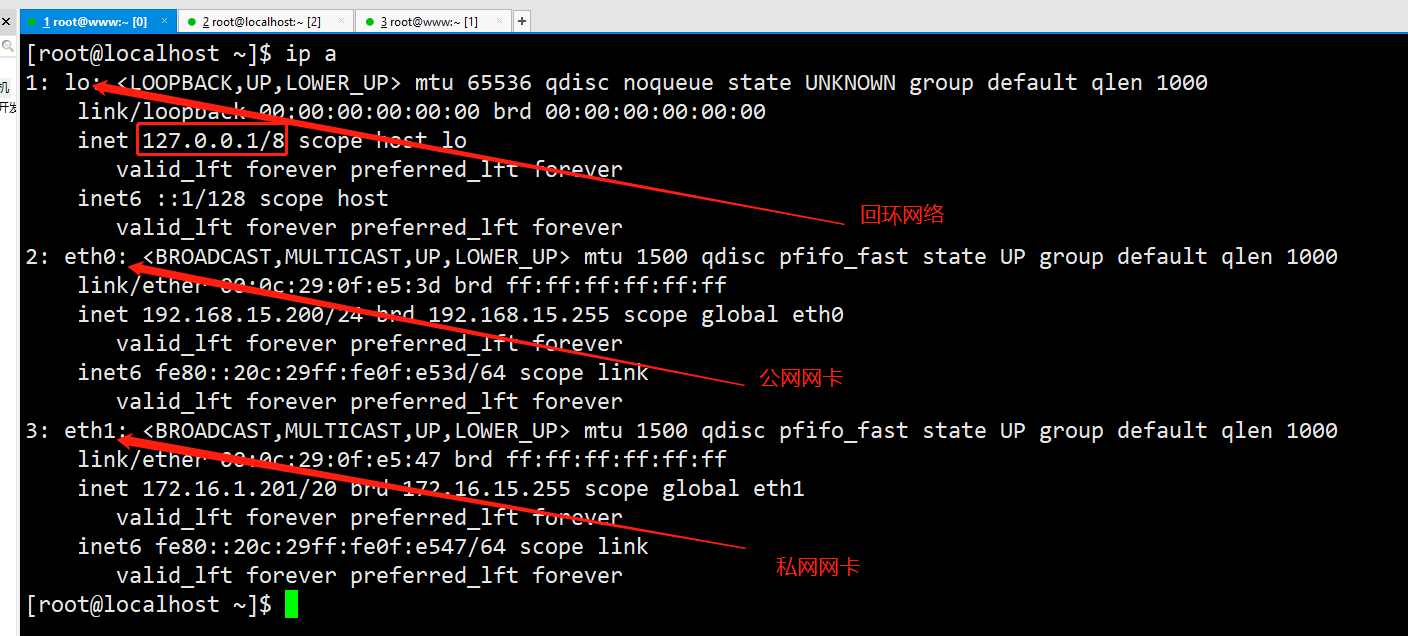 1 root@www:~ [0] × 2 root@localhost:~ [2] × 3 root@www:~ [1] × +
机
开发
[root@localhost ~]$ ip a
1: lo: <LOOPBACK,UP,LOWER_UP> mtu 65536 qdisc noqueue state UNKNOWN group default qlen 1000
link/loopback 00:00:00:00:00:00 brd 00:00:00:00:00:00
inet 127.0.0.1/8 scope host lo
valid_lft forever preferred_lft forever
inet6 ::1/128 scope host
valid_lft forever preferred_lft forever
回环网络
2: eth0: <BROADCAST,MULTICAST,UP,LOWER_UP> mtu 1500 qdisc pfifo_fast state UP group default qlen 1000
link/ether 00:0c:29:0f:e5:3d brd ff:ff:ff:ff:ff:ff
inet 192.168.15.200/24 brd 192.168.15.255 scope global eth0
valid_lft forever preferred_lft forever
inet6 fe80::20c:29ff:fe0f:e53d/64 scope link
公网网卡
valid_lft forever preferred_lft forever
3: eth1: <BROADCAST,MULTICAST,UP,LOWER_UP> mtu 1500 qdisc pfifo_fast state UP group default qlen 1000
link/ether 00:0c:29:0f:e5:47 brd ff:ff:ff:ff:ff:ff
inet 172.16.1.201/20 brd 172.16.15.255 scope global eth1
valid_lft forever preferred_lft forever
inet6 fe80::20c:29ff:fe0f:e547/64 scope link
私网网卡
valid_lft forever preferred_lft forever
[root@localhost ~]$